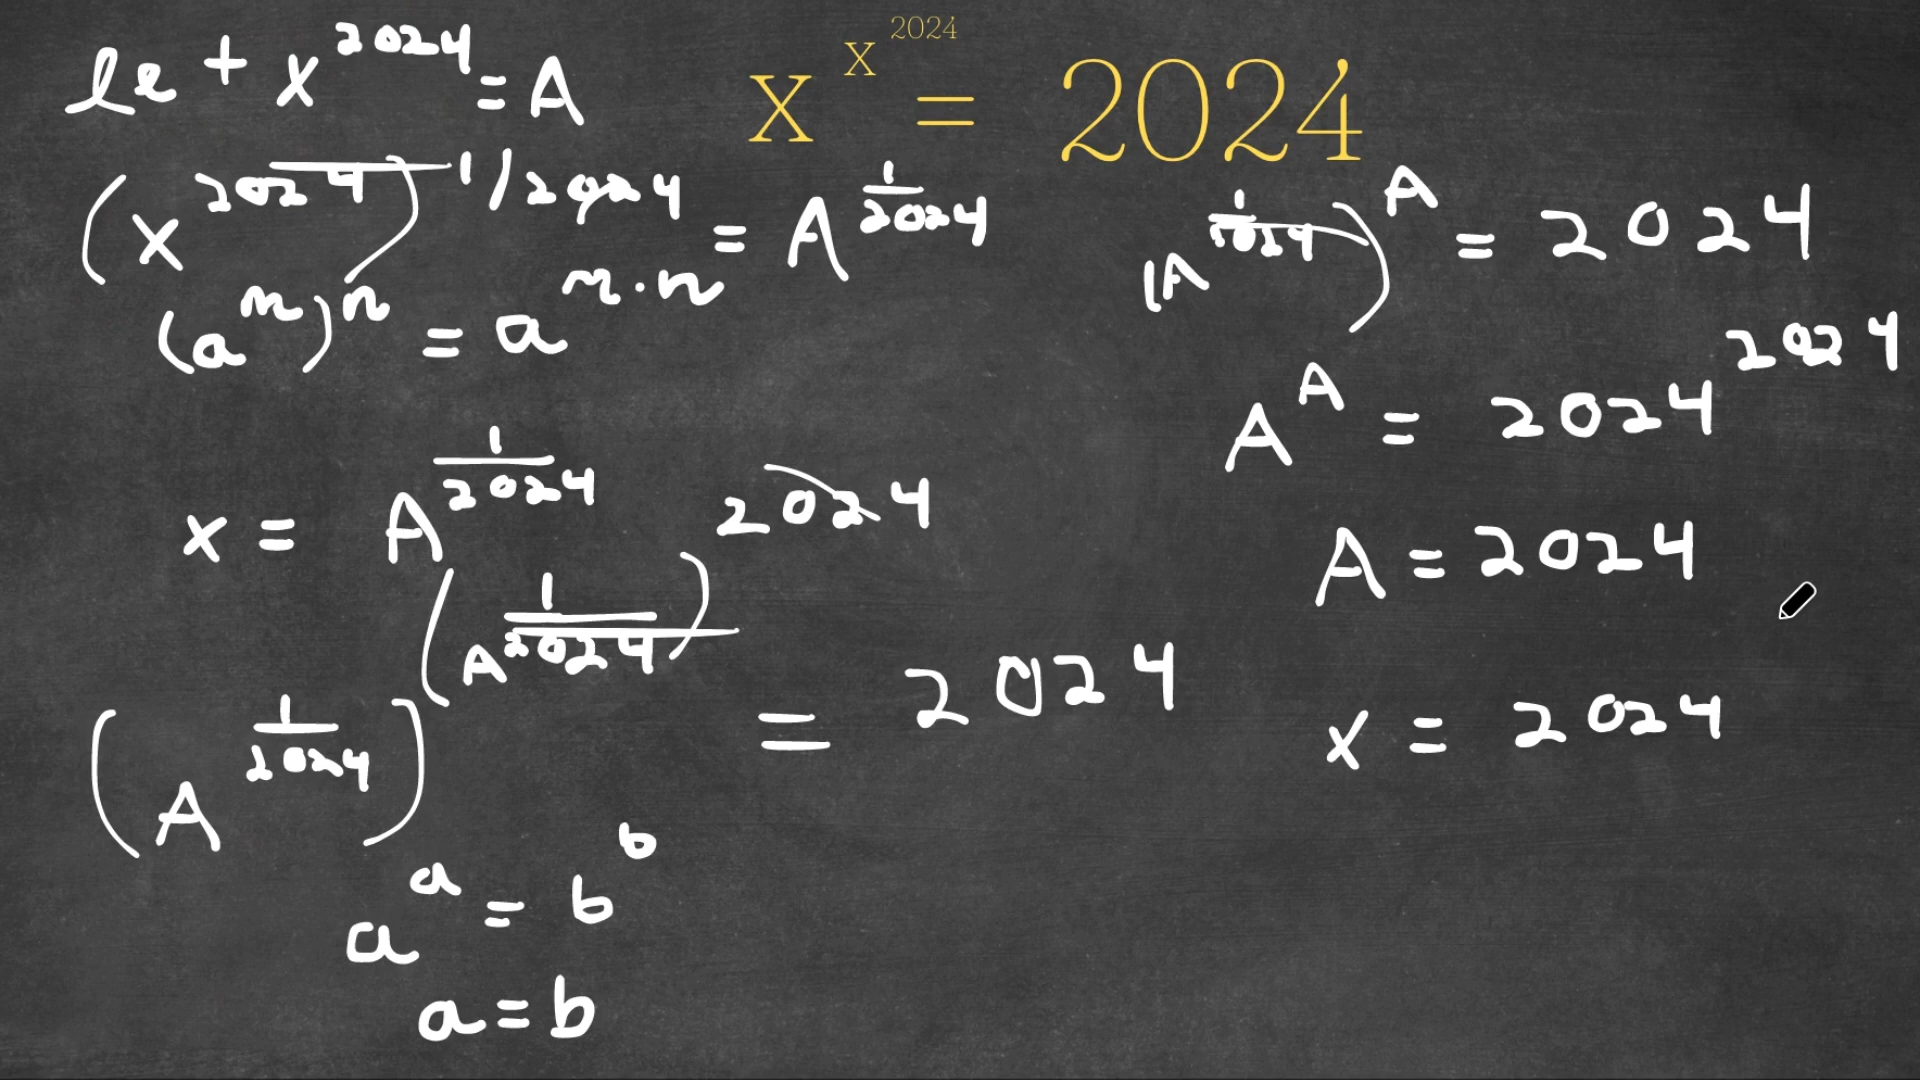 x^x^2024 = 2024
let x^2024 = A
(x^2024)^1/2024 = A^1/2024
(a^m)^n = a^m·n
x = A^1/2024
(A^1/2024)^(A^1/2024)^2024 = 2024
a^a = b^b
a = b
(A^1/2024)^A = 2024
A^A = 2024^2024
A = 2024
x = 2024